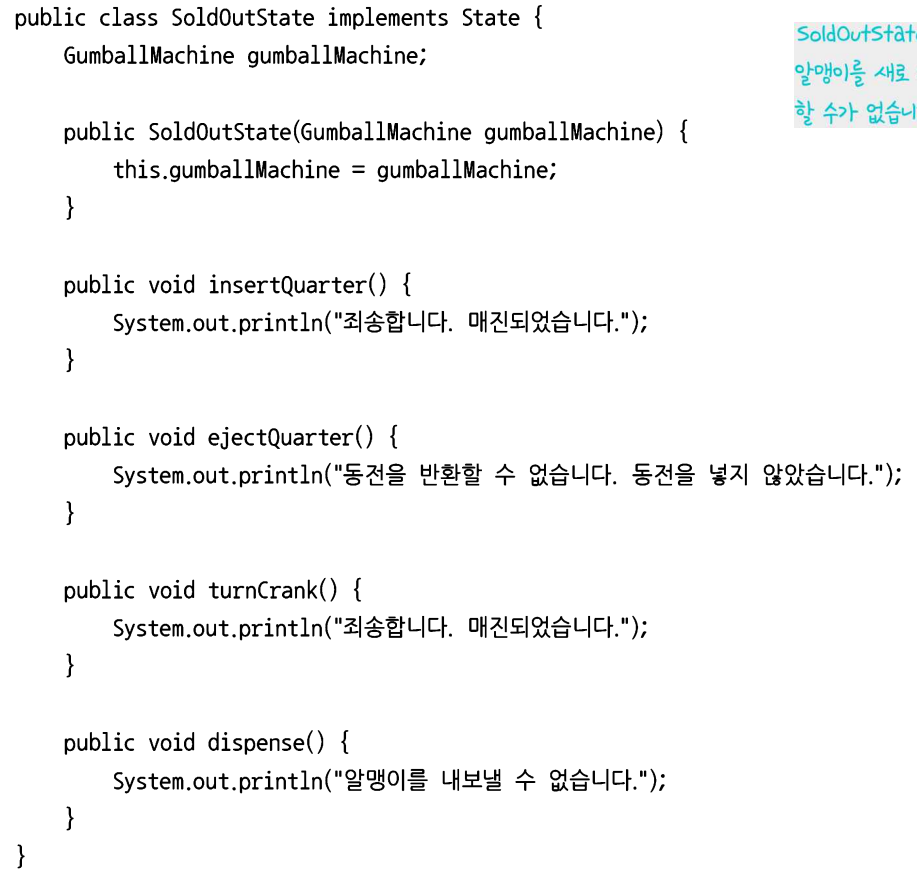 public class SoldOutState implements State {
GumballMachine gumballMachine;
SoldOutState
알맹이를 새로
할 수가 없습니
public SoldOutState(GumballMachine gumballMachine) {
this.gumballMachine = gumballMachine;
}
public void insertQuarter() {
System.out.println("죄송합니다. 매진되었습니다.");
}
public void ejectQuarter() {
System.out.println("동전을 반환할 수 없습니다. 동전을 넣지 않았습니다.");
}
public void turnCrank() {
System.out.println("죄송합니다. 매진되었습니다.");
}
public void dispense() {
System.out.println("알맹이를 내보낼 수 없습니다.");
}
}